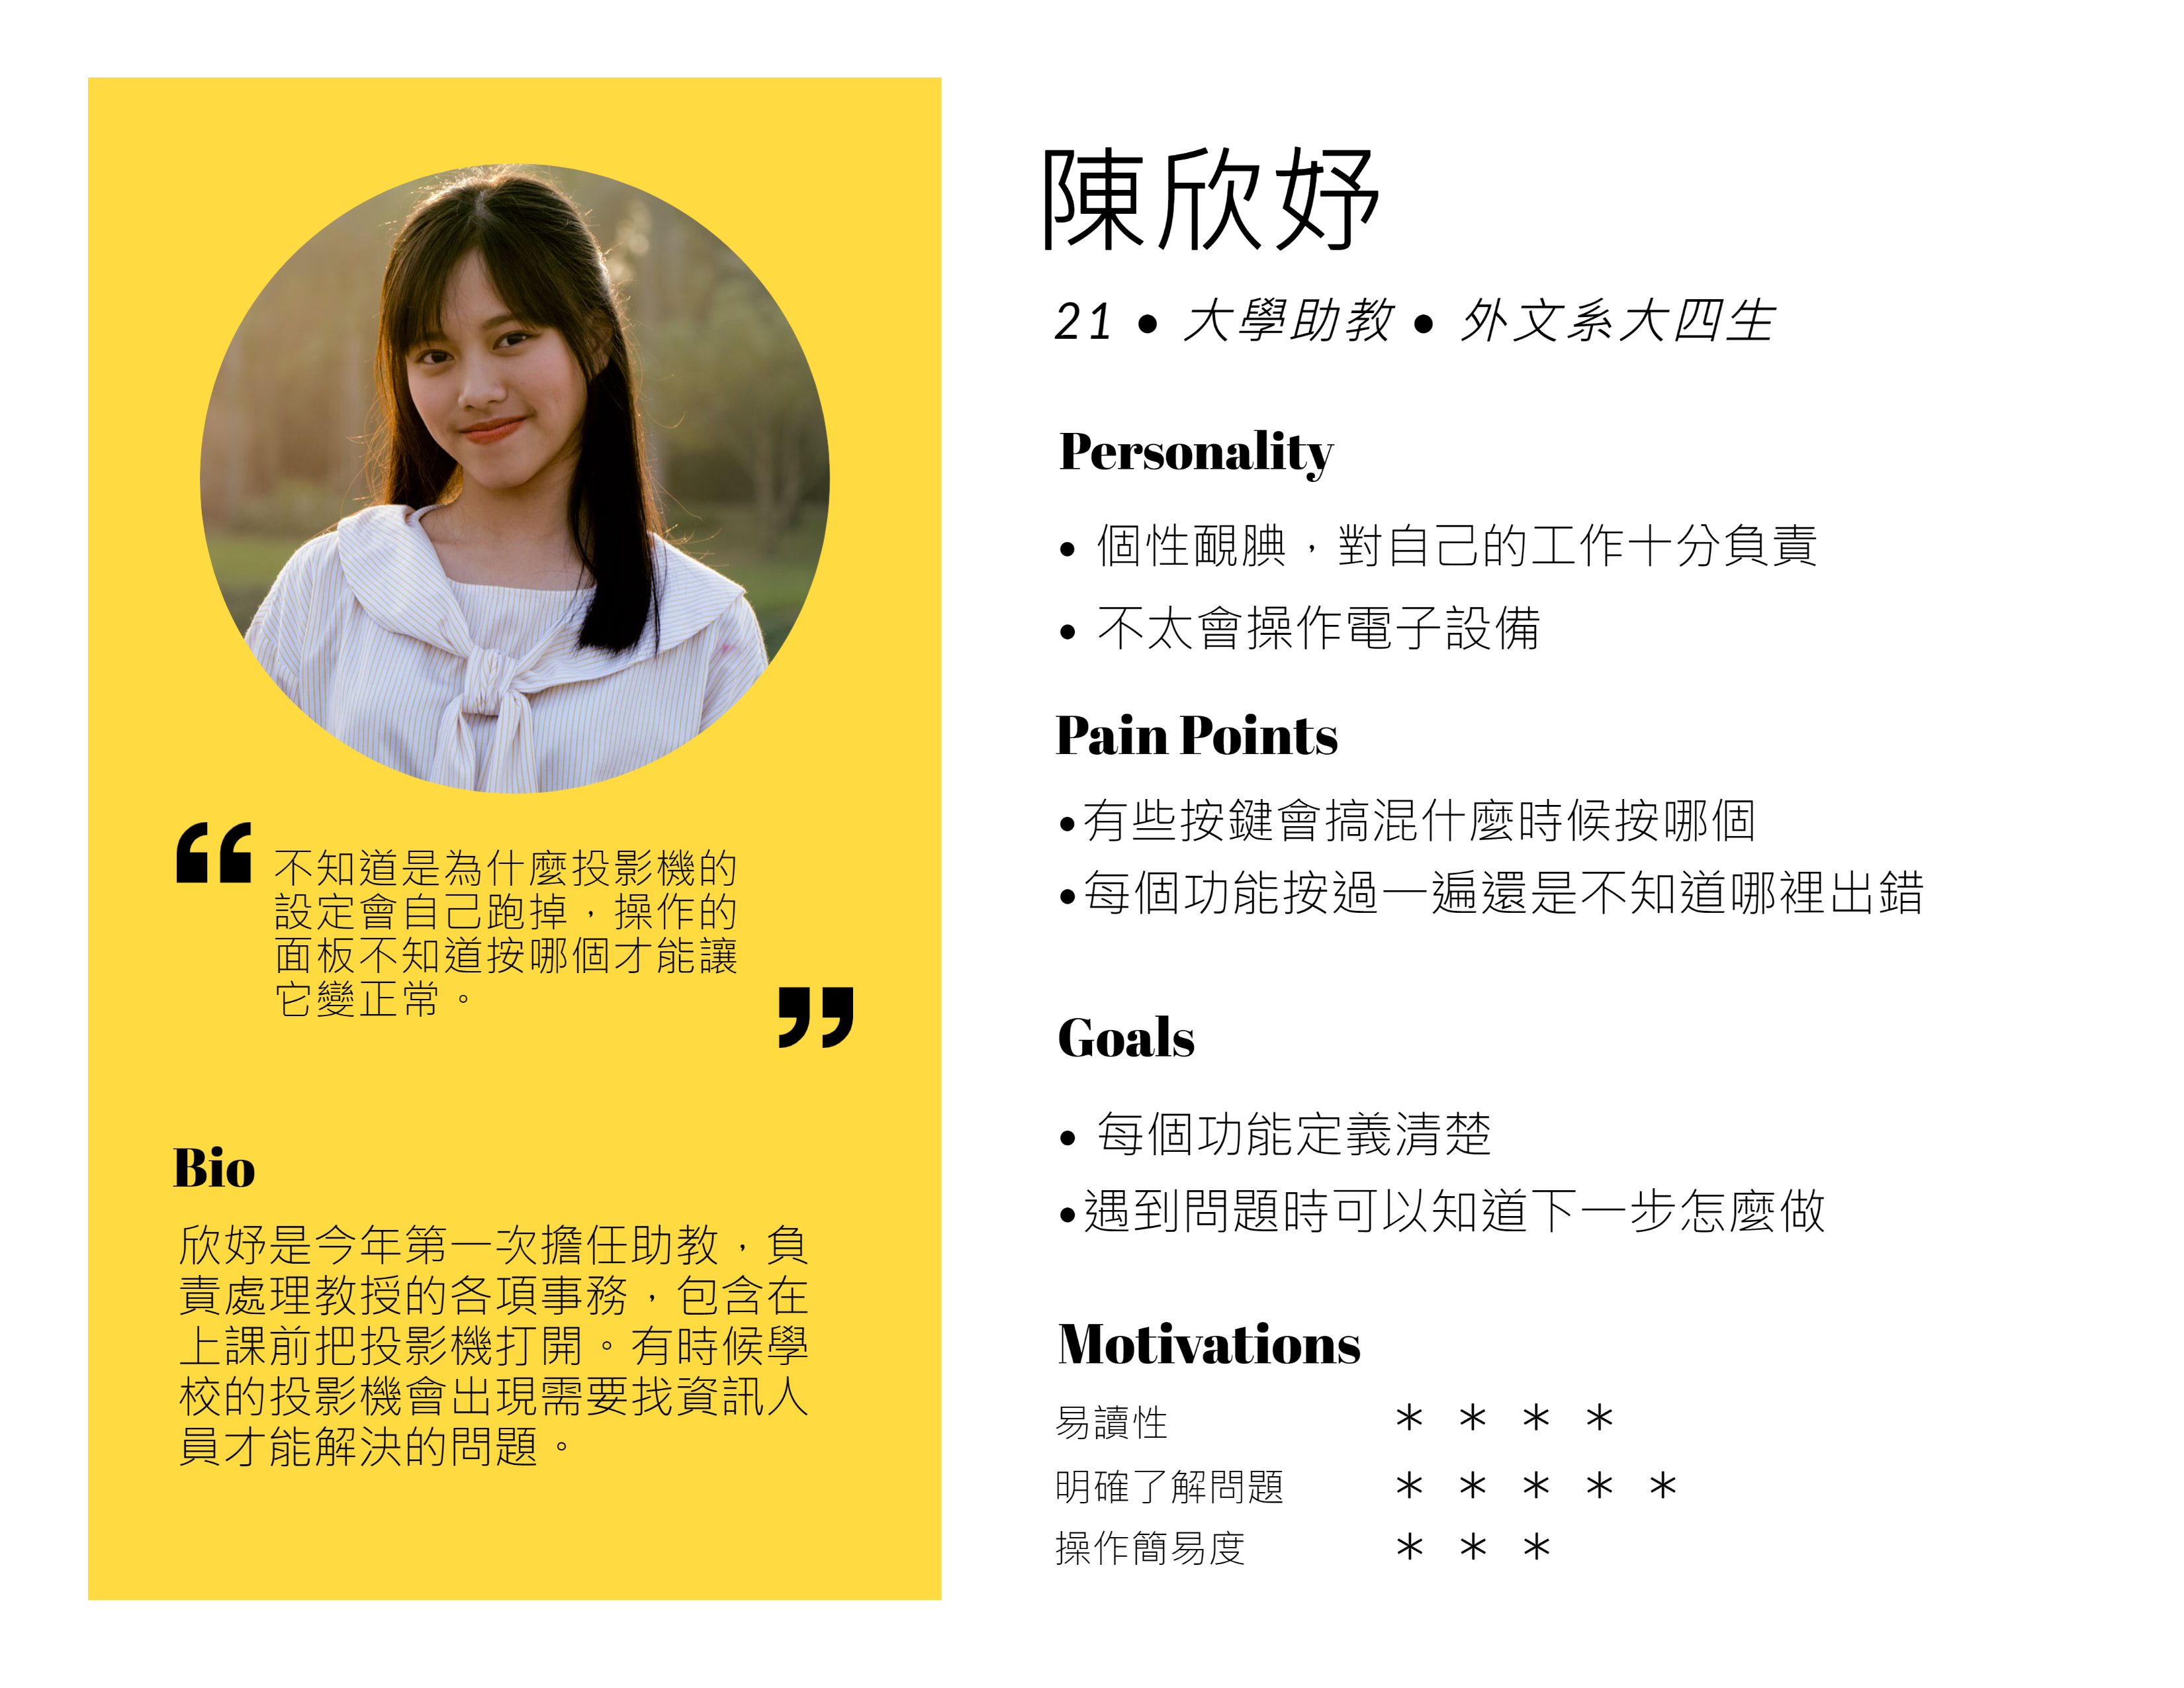 陳欣妤
21 • 大學助教 • 外文系大四生
Personality
• 個性靦腆，對自己的工作十分負責
• 不太會操作電子設備
Pain Points
•有些按鍵會搞混什麼時候按哪個
•每個功能按過一遍還是不知道哪裡出錯
Goals
• 每個功能定義清楚
•遇到問題時可以知道下一步怎麼做
Motivations
易讀性 * * * *
明確了解問題 * * * * *
操作簡易度 * * *
“ 不知道是為什麼投影機的
設定會自己跑掉，操作的
面板不知道按哪個才能讓
它變正常。 ”
Bio
欣妤是今年第一次擔任助教，負
責處理教授的各項事務，包含在
上課前把投影機打開。有時候學
校的投影機會出現需要找資訊人
員才能解決的問題。